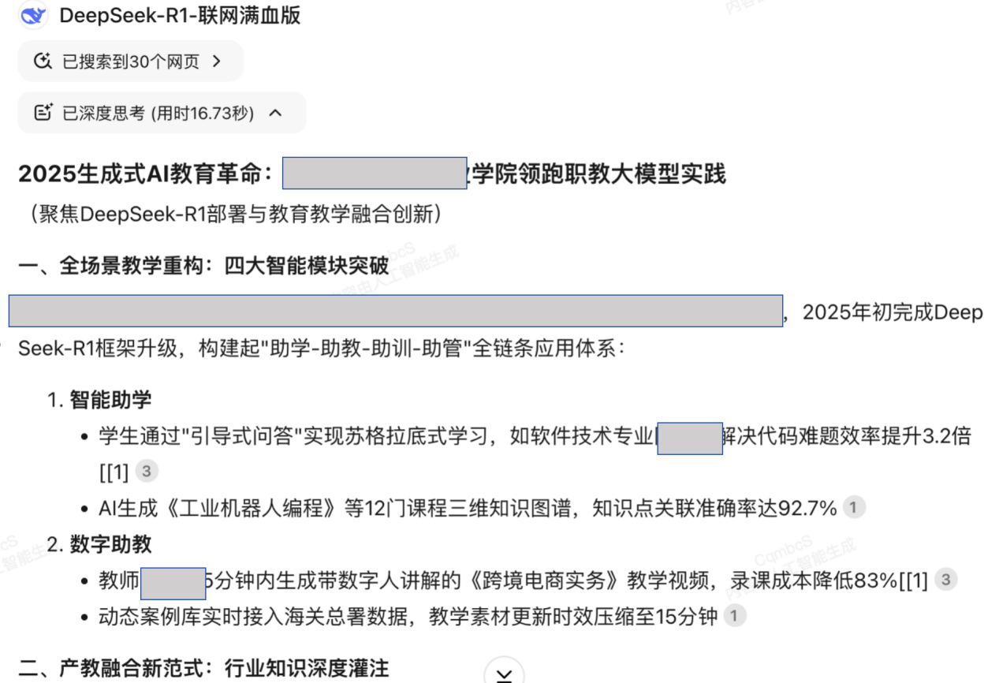 DeepSeek-R1-联网满血版
已搜索到30个网页
已深度思考 (用时16.73秒)
2025生成式AI教育革命：学院领跑职教大模型实践
（聚焦DeepSeek-R1部署与教育教学融合创新）
一、全场景教学重构：四大智能模块突破
，2025年初完成Deep
Seek-R1框架升级，构建起"助学-助教-助训-助管"全链条应用体系：
1. 智能助学
• 学生通过"引导式问答"实现苏格拉底式学习，如软件技术专业解决代码难题效率提升3.2倍
[[1] 3
• AI生成《工业机器人编程》等12门课程三维知识图谱，知识点关联准确率达92.7% 1
2. 数字助教
• 教师5分钟内生成带数字人讲解的《跨境电商实务》教学视频，录课成本降低83%[[1] 3
• 动态案例库实时接入海关总署数据，教学素材更新时效压缩至15分钟 1
二、产教融合新范式：行业知识深度灌注
CqmbcS